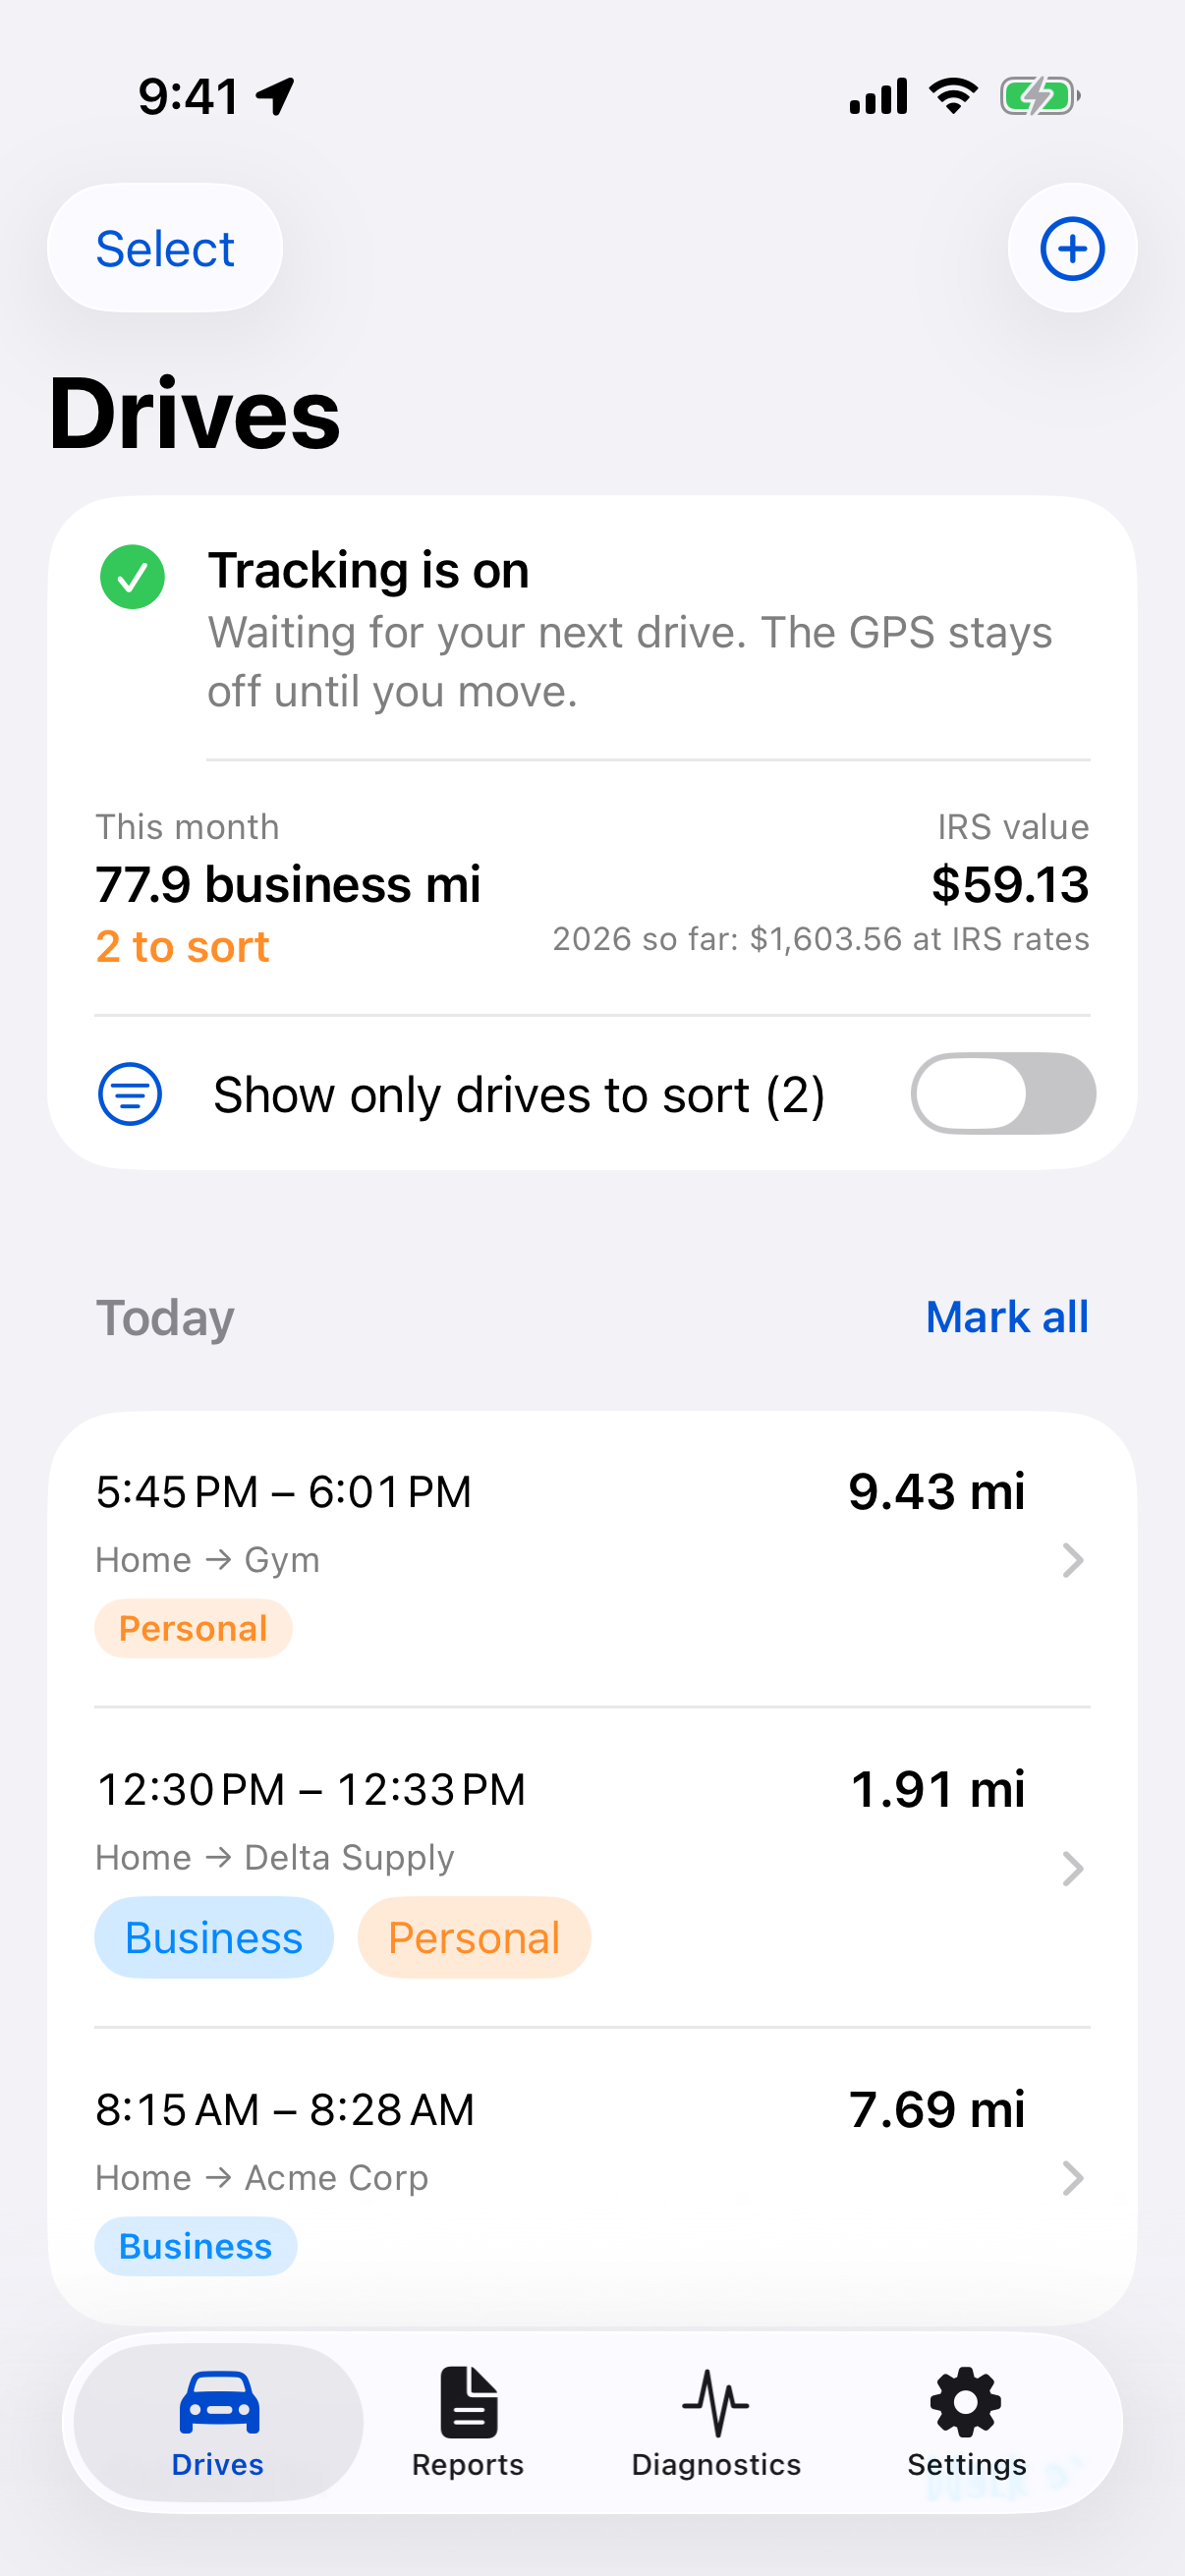 9:41
Select
Drives
Tracking is on
Waiting for your next drive. The GPS stays
off until you move.
This month
IRS value
77.9 business mi
$59.13
2 to sort
2026 so far: $1,603.56 at IRS rates
Show only drives to sort (2)
Today
Mark all
5:45 PM – 6:01 PM
9.43 mi
Home → Gym
Personal
12:30 PM – 12:33 PM
1.91 mi
Home → Delta Supply
Business
Personal
8:15 AM – 8:28 AM
7.69 mi
Home → Acme Corp
Business
Drives
Reports
Diagnostics
Settings